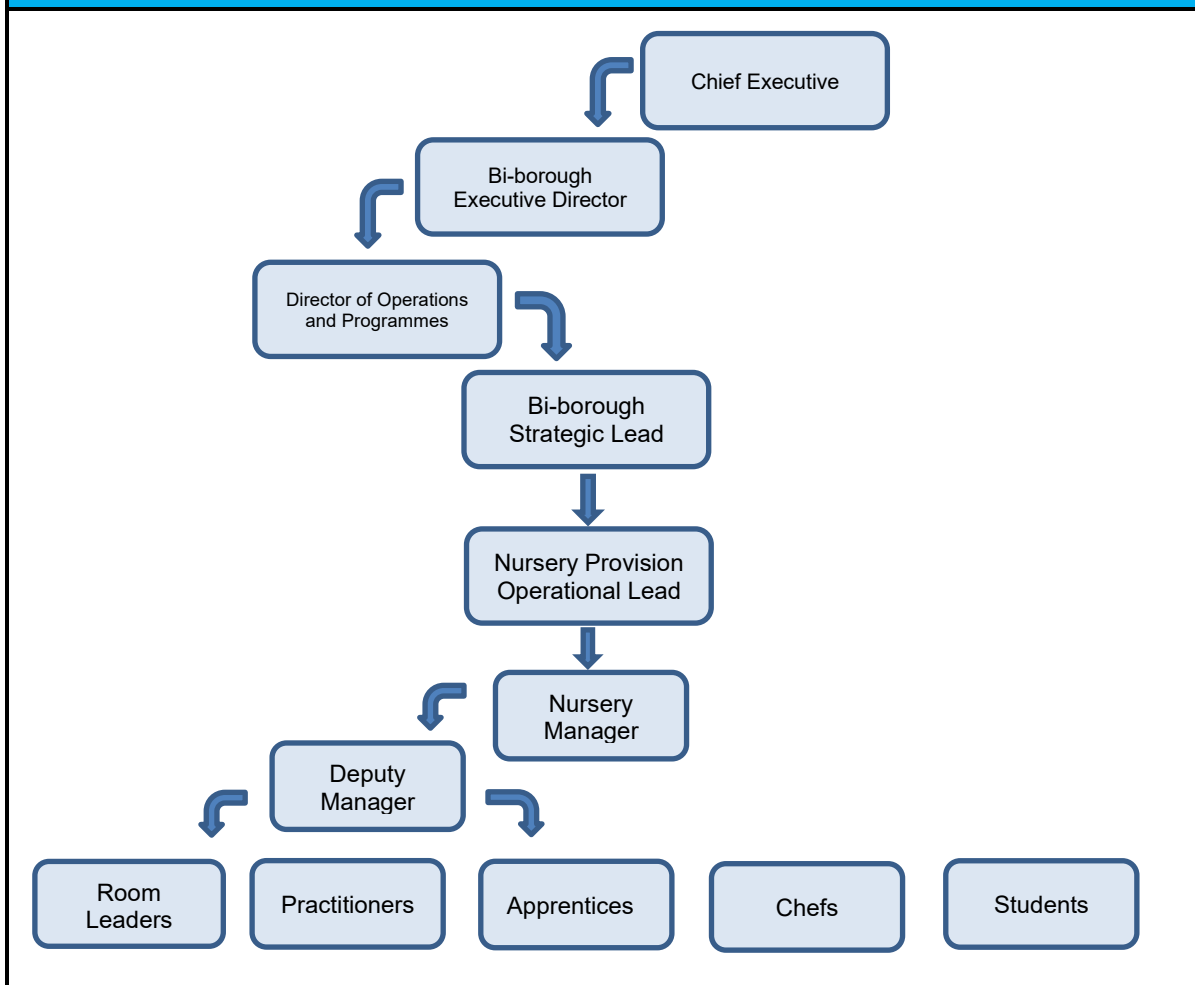 Chief Executive
Bi-borough
Executive Director
Director of Operations
and Programmes
Bi-borough
Strategic Lead
Nursery Provision
Operational Lead
Nursery
Manager
Deputy
Manager
Room
Leaders
Practitioners
Apprentices
Chefs
Students